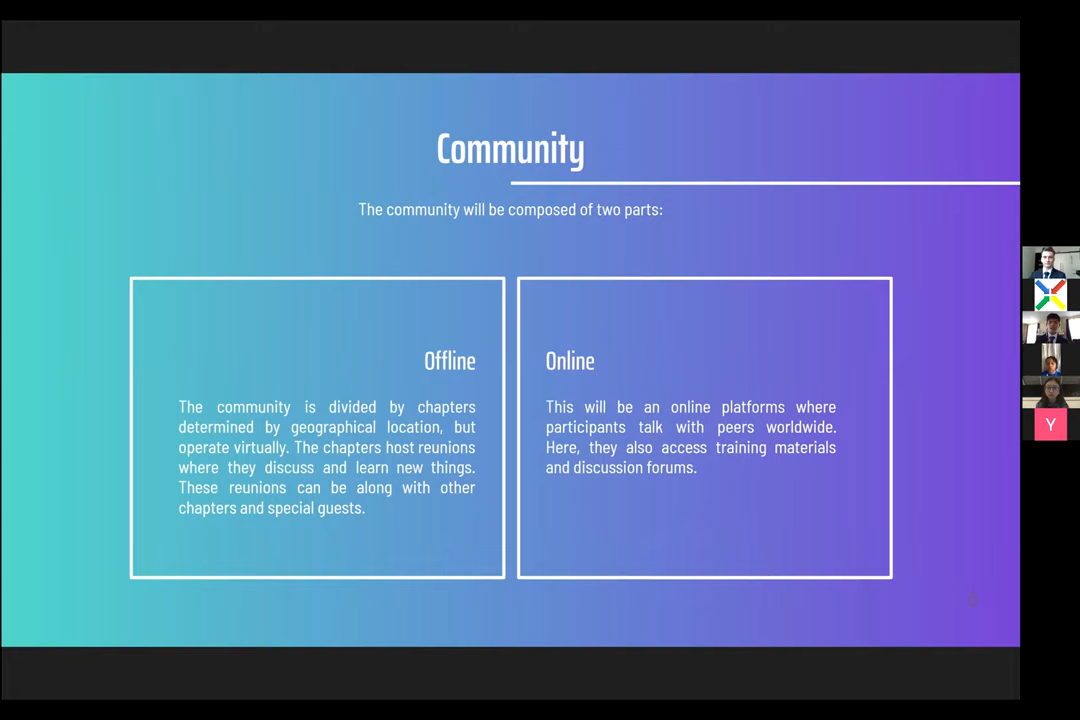 Community
The community will be composed of two parts:
Offline
The community is divided by chapters
determined by geographical location, but
operate virtually. The chapters host reunions
where they discuss and learn new things.
These reunions can be along with other
chapters and special guests.
Online
This will be an online platforms where
participants talk with peers worldwide.
Here, they also access training materials
and discussion forums.
Y